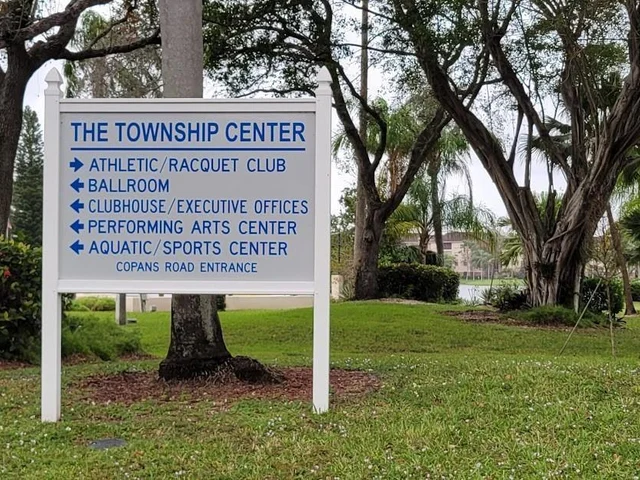 THE TOWNSHIP CENTER
→ ATHLETIC/RACQUET CLUB
← BALLROOM
← CLUBHOUSE/EXECUTIVE OFFICES
← PERFORMING ARTS CENTER
← AQUATIC/SPORTS CENTER
COPANS ROAD ENTRANCE